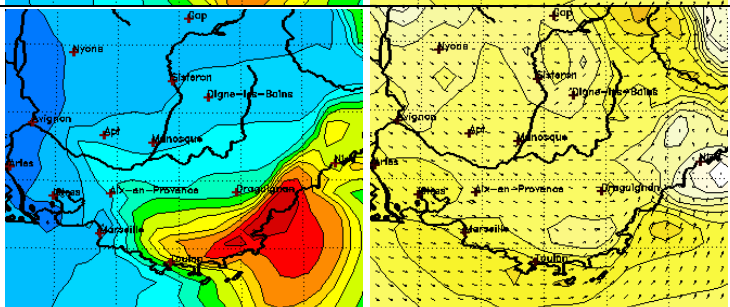 Gap
Nyons
Sisteron
Digne-les-Bains
Avignon
Apt
Manosque
Arles
Nice
Aix-en-Provence
Draguignan
Marseille
Toulon
Gap
Nyons
Sisteron
Digne-les-Bains
Avignon
Apt
Manosque
Arles
Nice
Aix-en-Provence
Draguignan
Marseille
Toulon